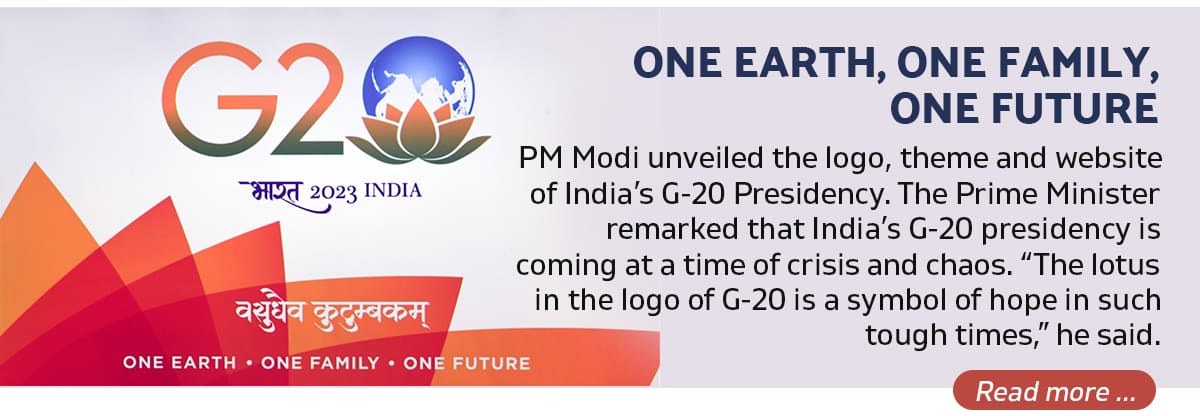 G20
भारत 2023 INDIA
वसुधैव कुटुम्बकम्
ONE EARTH • ONE FAMILY • ONE FUTURE
ONE EARTH, ONE FAMILY,
ONE FUTURE
PM Modi unveiled the logo, theme and website
of India’s G-20 Presidency. The Prime Minister
remarked that India’s G-20 presidency is
coming at a time of crisis and chaos. “The lotus
in the logo of G-20 is a symbol of hope in such
tough times,” he said.
Read more ...